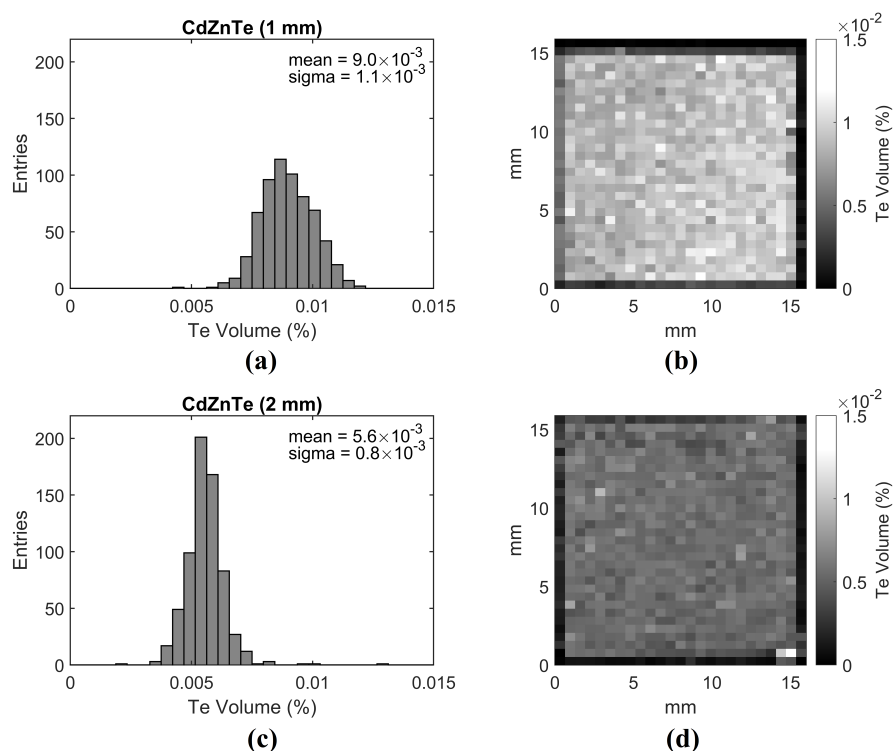 CdZnTe (1 mm)
mean = 9.0×10⁻³
sigma = 1.1×10⁻³
200
150
100
50
0
Entries
0 0.005 0.01 0.015
Te Volume (%)
(a)
15
10
5
0
mm
0 5 10 15
mm
×10⁻²
1.5
1
0.5
0
Te Volume (%)
(b)
CdZnTe (2 mm)
mean = 5.6×10⁻³
sigma = 0.8×10⁻³
200
150
100
50
0
Entries
0 0.005 0.01 0.015
Te Volume (%)
(c)
15
10
5
0
mm
0 5 10 15
mm
×10⁻²
1.5
1
0.5
0
Te Volume (%)
(d)